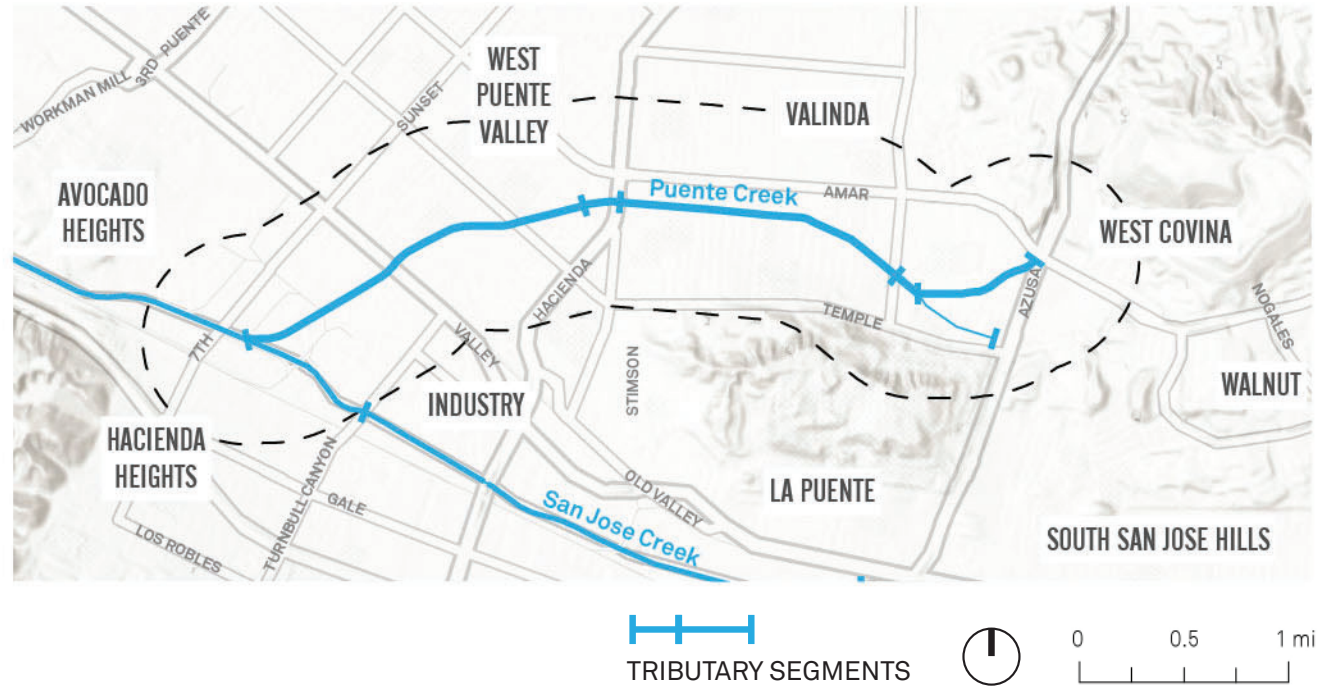 3RD PUENTE
WORKMAN MILL
SUNSET
WEST
PUENTE
VALLEY
VALINDA
AVOCADO
HEIGHTS
Puente Creek
AMAR
WEST COVINA
AZUSA
NOGALES
HACIENDA
7TH
VALLEY
TEMPLE
STIMSON
WALNUT
INDUSTRY
HACIENDA
HEIGHTS
TURNBULL CANYON
GALE
LOS ROBLES
OLD VALLEY
LA PUENTE
San Jose Creek
SOUTH SAN JOSE HILLS
TRIBUTARY SEGMENTS
0 0.5 1 mi